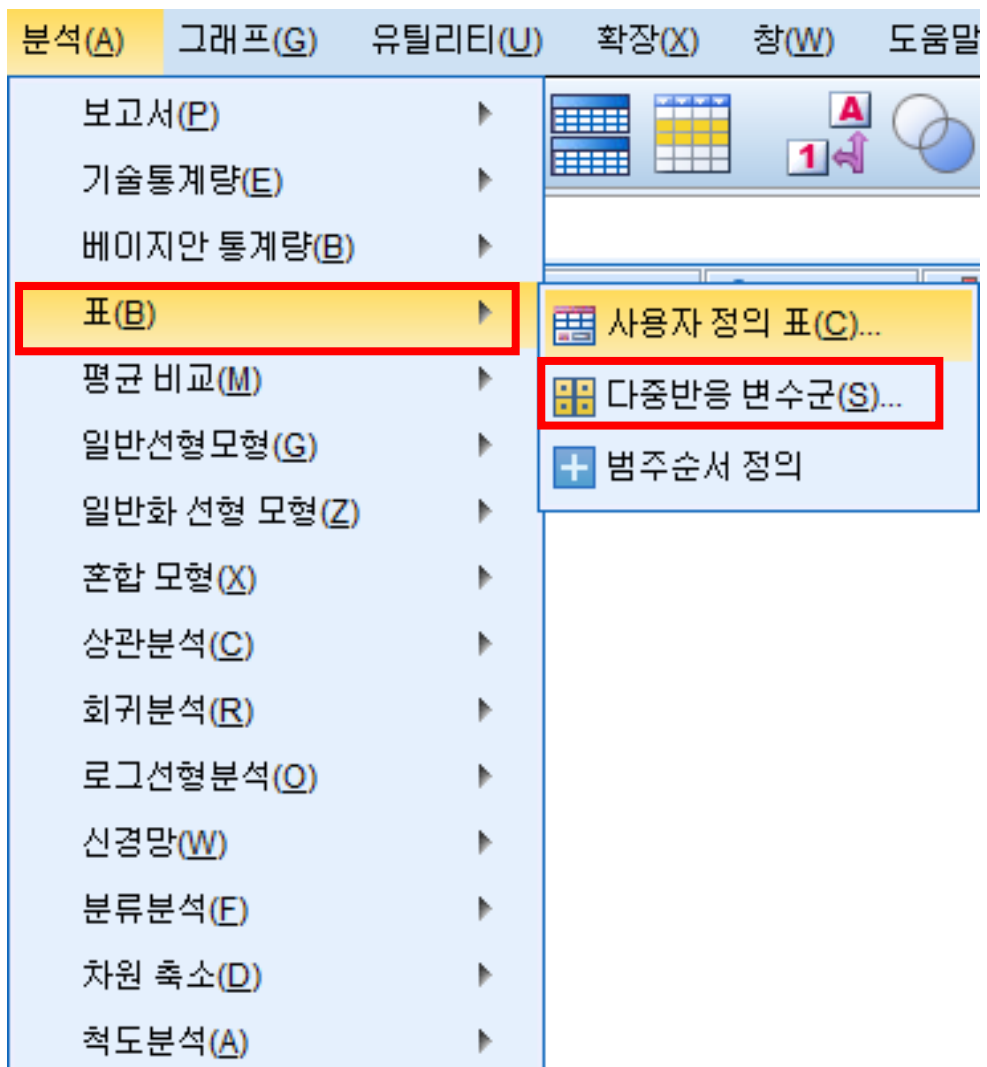 분석(A) 그래프(G) 유틸리티(U) 확장(X) 창(W) 도움말
보고서(P)
A
1
기술통계량(E)
베이지안 통계량(B)
표(B)
사용자 정의 표(C)...
평균 비교(M)
다중반응 변수군(S)...
일반선형모형(G)
범주순서 정의
일반화 선형 모형(Z)
혼합 모형(X)
상관분석(C)
회귀분석(R)
로그선형분석(O)
신경망(W)
분류분석(F)
차원 축소(D)
척도분석(A)